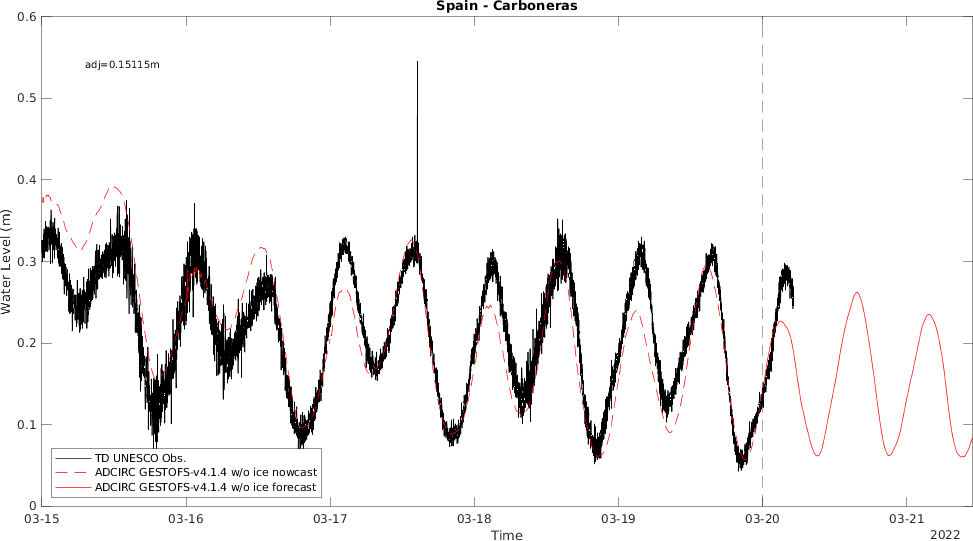 Spain - Carboneras
0.6
adj=0.15115m
0.5
0.4
0.3
Water Level (m)
0.2
0.1
TD UNESCO Obs.
ADCIRC GESTOFS-v4.1.4 w/o ice nowcast
ADCIRC GESTOFS-v4.1.4 w/o ice forecast
0
03-15 03-16 03-17 03-18 03-19 03-20 03-21
Time 2022